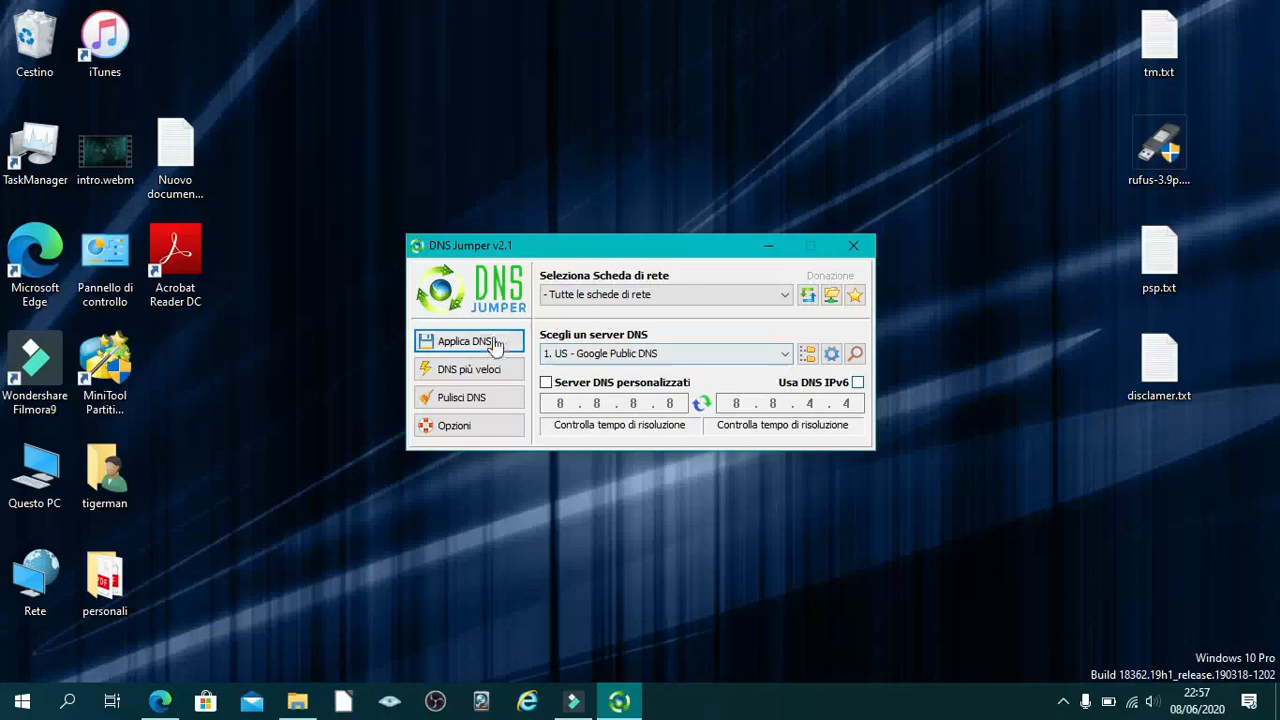 Cestino
iTunes
tm.txt
TaskManager
intro.webm
Nuovo
documen...
rufus-3.9p....
Microsoft
Edge
Pannello di
controllo
Acrobat
Reader DC
psp.txt
DNS Jumper v2.1
DNS
JUMPER
Seleziona Scheda di rete
Donazione
- Tutte le schede di rete
Applica DNS
Scegli un server DNS
1. US - Google Public DNS
DNS più veloci
Server DNS personalizzati
Usa DNS IPv6
Pulisci DNS
8 . 8 . 8 . 8
8 . 8 . 4 . 4
Opzioni
Controlla tempo di risoluzione
Controlla tempo di risoluzione
Wondershare
Filmora9
MiniTool
Partiti...
disclamer.txt
Questo PC
tigerman
Rete
personali
Windows 10 Pro
Build 18362.19h1_release.190318-1202
22:57
08/06/2020